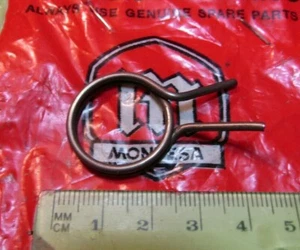 ALWAYS USE GENUINE SPARE PARTS
m
MONTESA
MM 1 2 3 4 5
CM